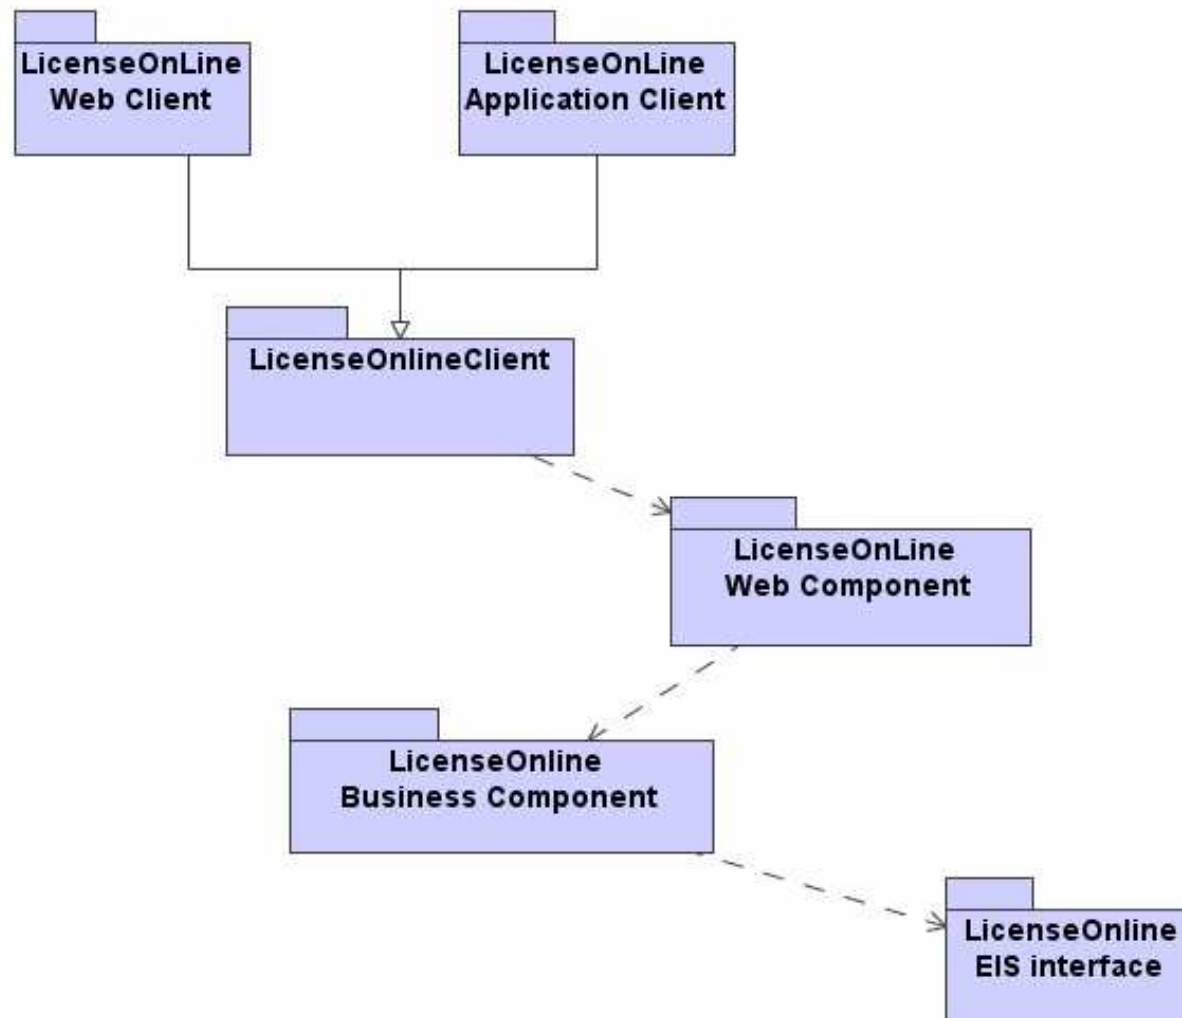 LicenseOnLine
Web Client
LicenseOnLine
Application Client
LicenseOnlineClient
LicenseOnLine
Web Component
LicenseOnline
Business Component
LicenseOnline
EIS interface